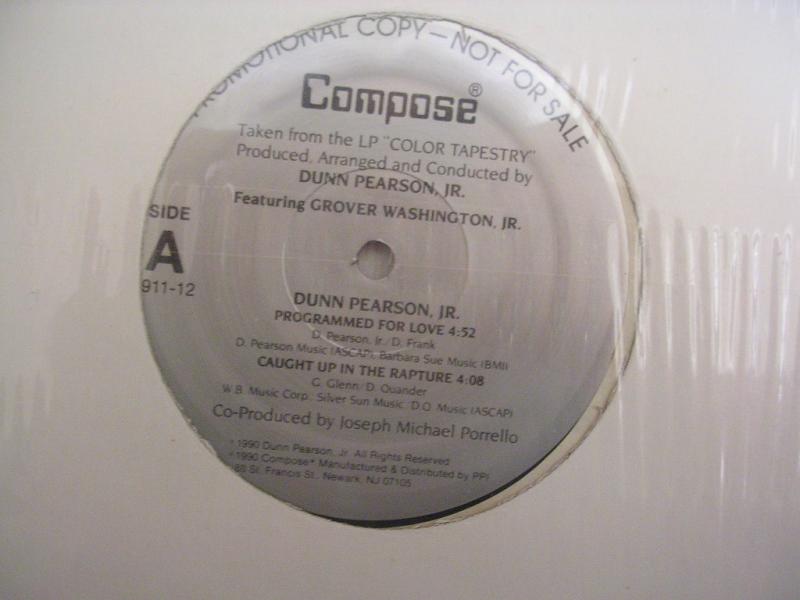 PROMOTIONAL COPY—NOT FOR SALE
Compose®
Taken from the LP "COLOR TAPESTRY"
Produced, Arranged and Conducted by
DUNN PEARSON, JR.
Featuring GROVER WASHINGTON, JR.
SIDE
A
911-12
DUNN PEARSON, JR.
PROGRAMMED FOR LOVE 4:52
D. Pearson, Jr./D. Frank
D. Pearson Music (ASCAP), Barbara Sue Music (BMI)
CAUGHT UP IN THE RAPTURE 4:08
G. Glenn/D. Quander
W.B. Music Corp., Silver Sun Music, D.Q. Music (ASCAP)
Co-Produced by Joseph Michael Porrello
1990 Dunn Pearson, Jr. All Rights Reserved
1990 Compose® Manufactured & Distributed by PPI
88 St. Francis St., Newark, NJ 07105